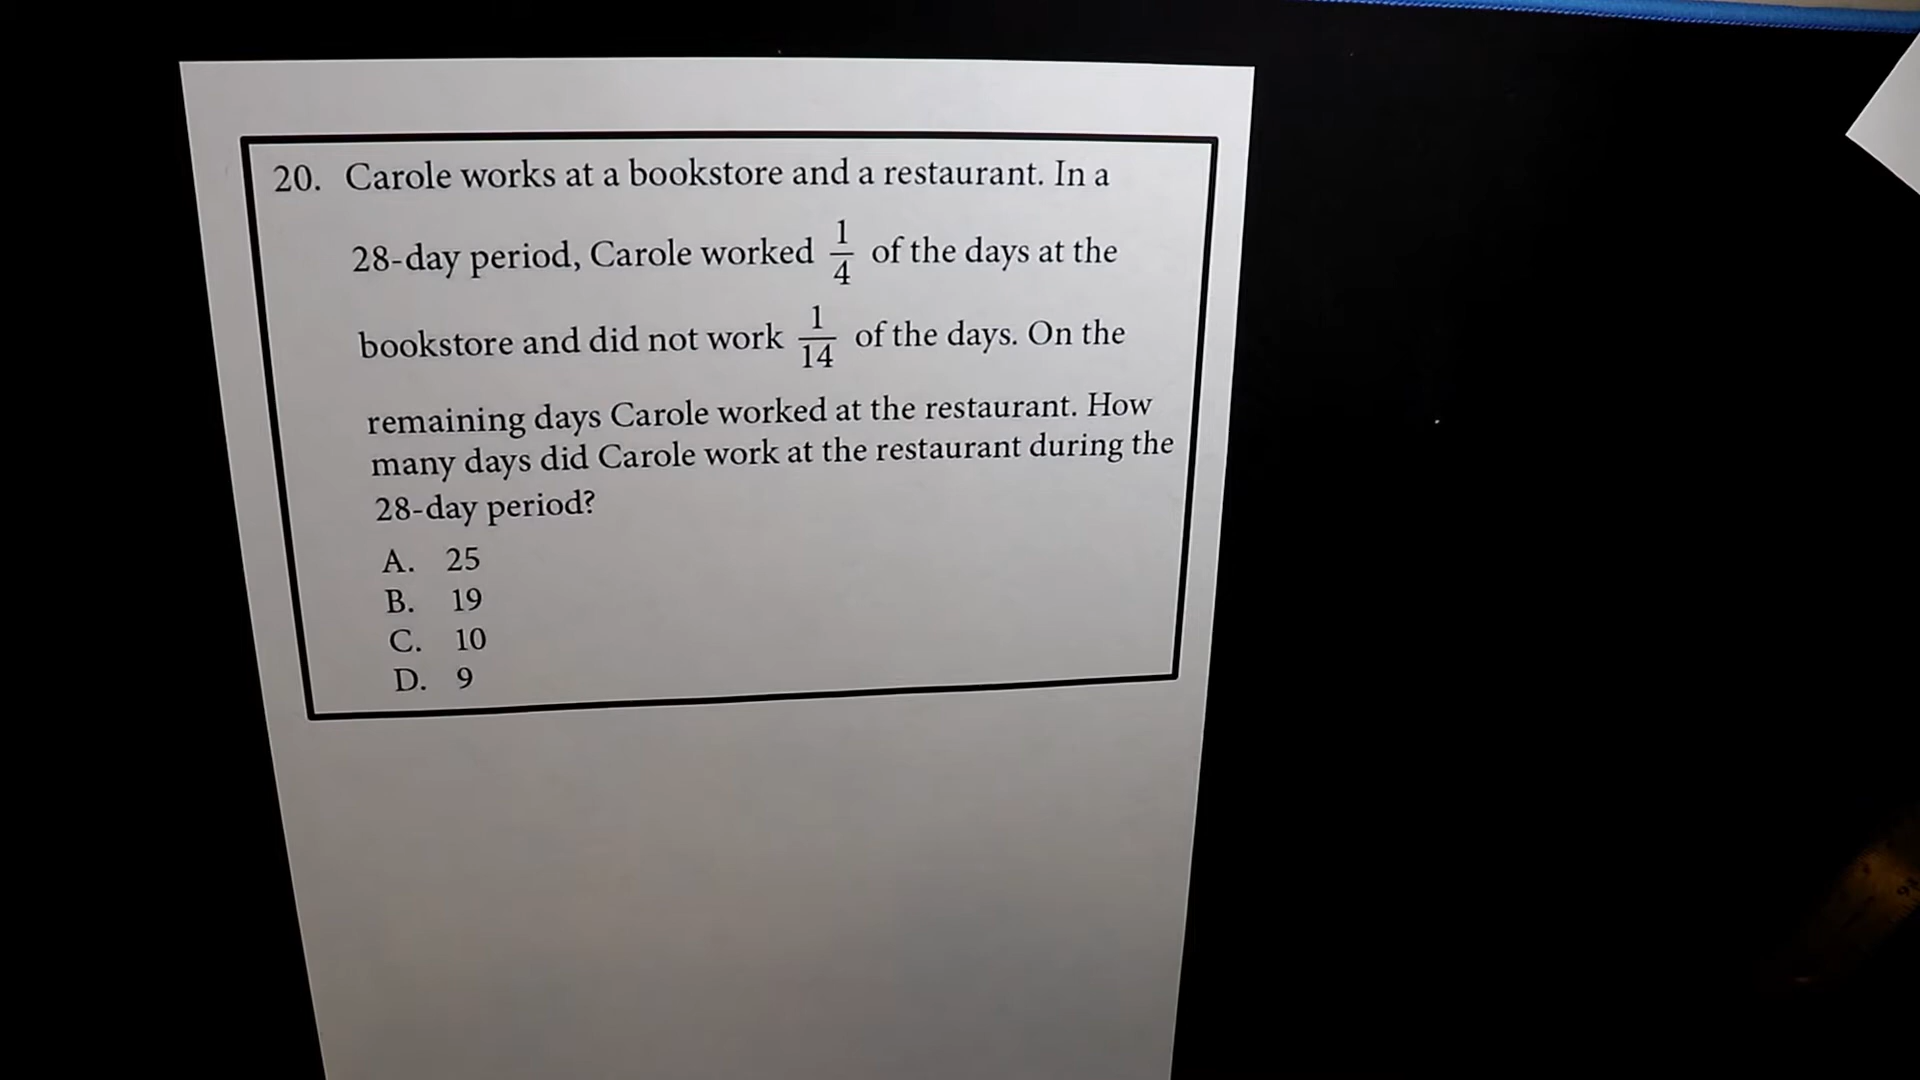 20. Carole works at a bookstore and a restaurant. In a
28-day period, Carole worked 1/4 of the days at the
bookstore and did not work 1/14 of the days. On the
remaining days Carole worked at the restaurant. How
many days did Carole work at the restaurant during the
28-day period?
A. 25
B. 19
C. 10
D. 9